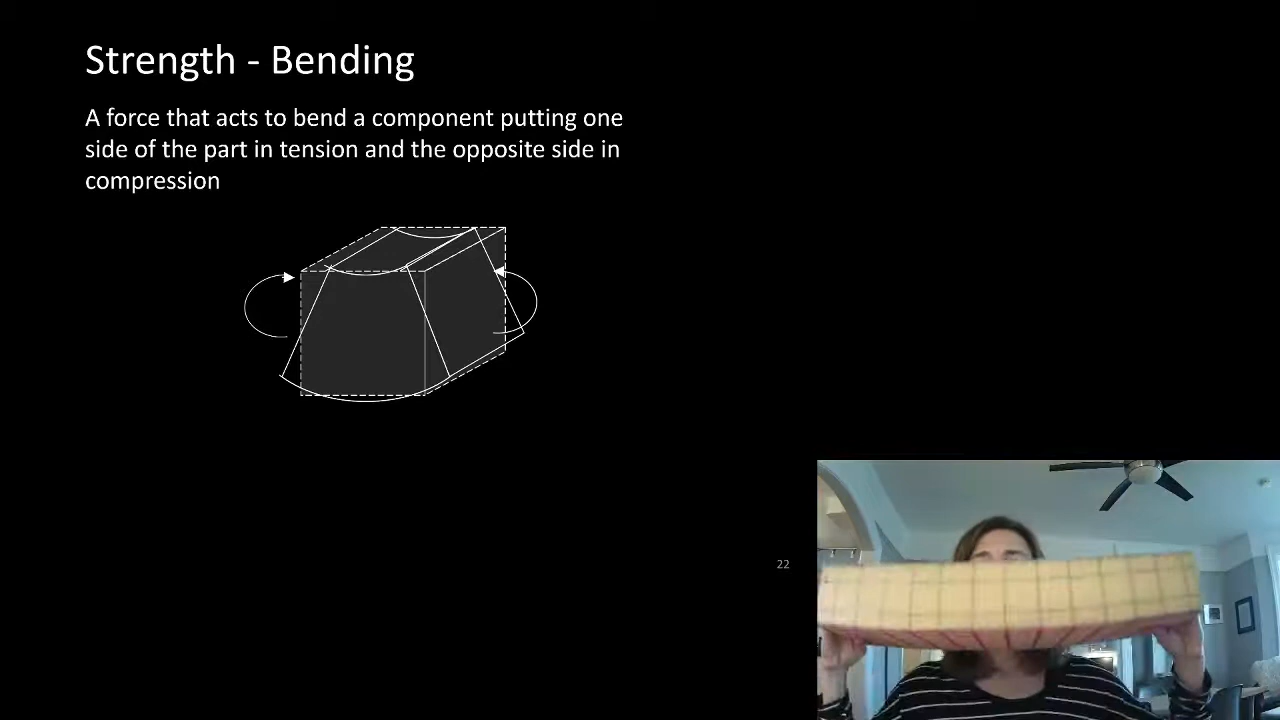 Strength - Bending
A force that acts to bend a component putting one
side of the part in tension and the opposite side in
compression
22